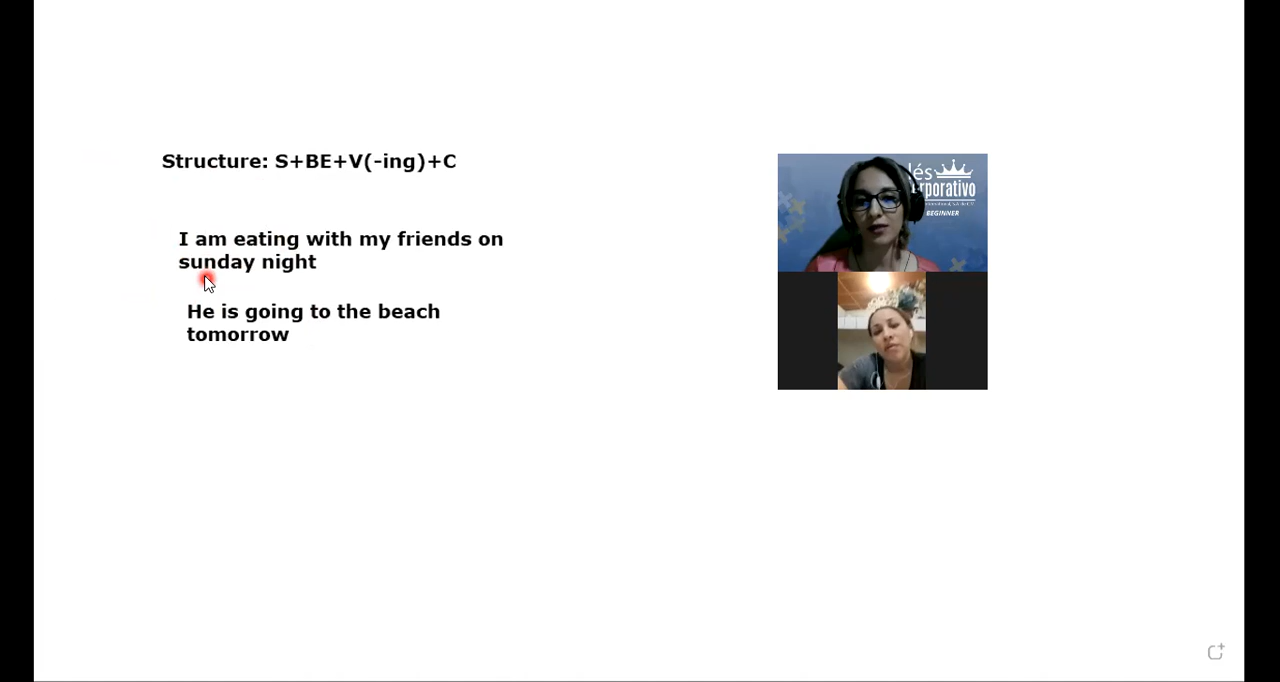 Structure: S+BE+V(-ing)+C
I am eating with my friends on
sunday night
He is going to the beach
tomorrow
BEGINNER